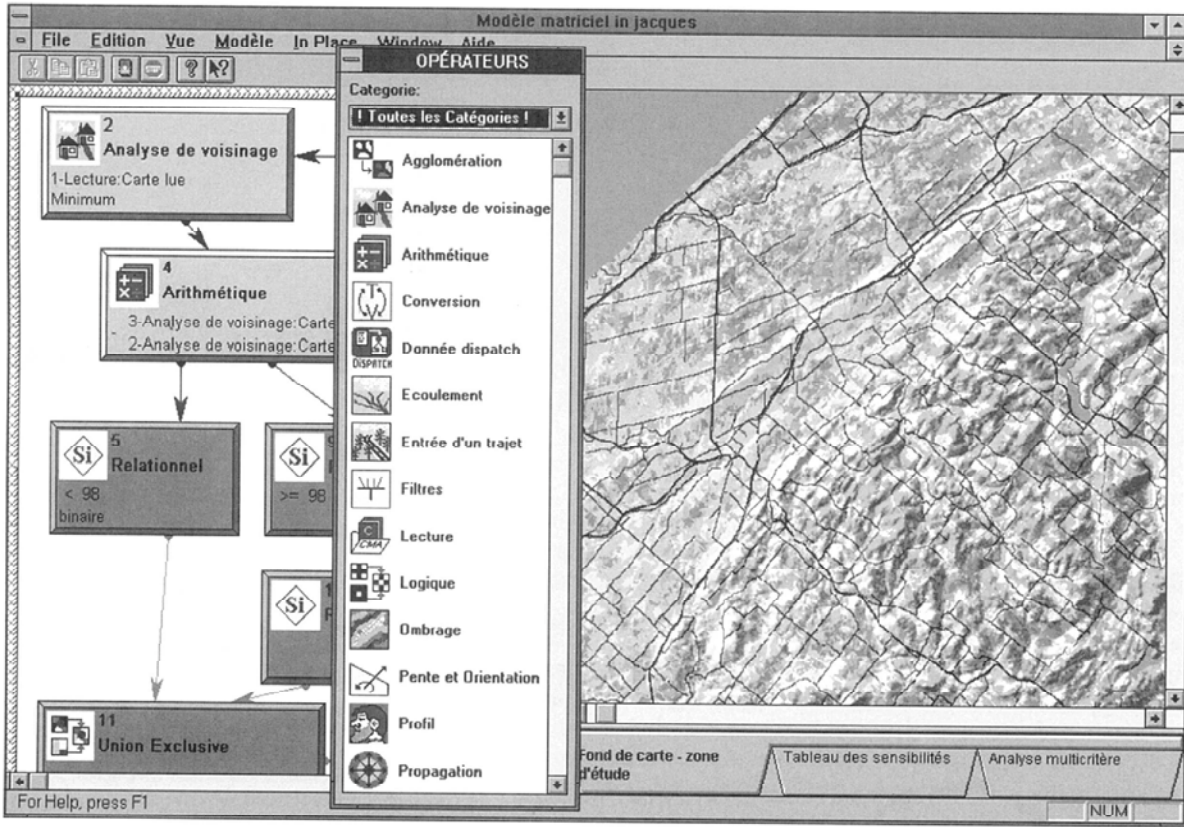 Modèle matriciel in jacques
File Edition Vue Modèle In Place Window Aide
OPÉRATEURS
Categorie:
! Toutes les Catégories !
Agglomération
Analyse de voisinage
Arithmétique
Conversion
DISPATCH
Donnée dispatch
Ecoulement
Entrée d'un trajet
Filtres
CMA
Lecture
Logique
Ombrage
Pente et Orientation
Profil
Propagation
2
Analyse de voisinage
1-Lecture:Carte lue
Minimum
4
Arithmétique
3-Analyse de voisinage:Carte
2-Analyse de voisinage:Carte
Si
5
Relationnel
< 98
binaire
Si
9
>= 98
Si
11
Union Exclusive
Fond de carte - zone
d'étude
Tableau des sensibilités
Analyse multicritère
For Help, press F1
NUM